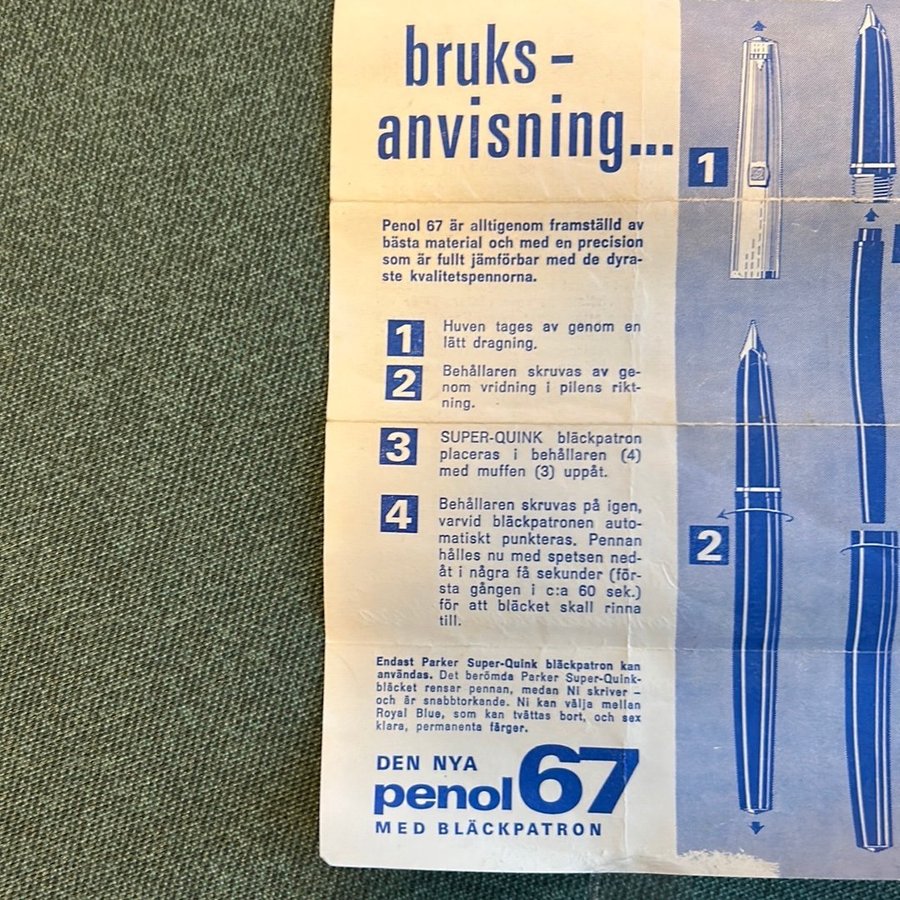 bruks-
anvisning...
Penol 67 är alltigenom framställd av
bästa material och med en precision
som är fullt jämförbar med de dyra-
ste kvalitetspennorna.
1 Huven tages av genom en
lätt dragning.
2 Behållaren skruvas av ge-
nom vridning i pilens rikt-
ning.
3 SUPER-QUINK bläckpatron
placeras i behållaren (4)
med muffen (3) uppåt.
4 Behållaren skruvas på igen,
varvid bläckpatronen auto-
matiskt punkteras. Pennan
hålles nu med spetsen ned-
åt i några få sekunder (för-
sta gången i c:a 60 sek.)
för att bläcket skall rinna
till.
Endast Parker Super-Quink bläckpatron kan
användas. Det berömda Parker Super-Quink-
bläcket rensar pennan, medan Ni skriver –
och är snabbtorkande. Ni kan välja mellan
Royal Blue, som kan tvättas bort, och sex
klara, permanenta färger.
DEN NYA
penol 67
MED BLÄCKPATRON
1
2